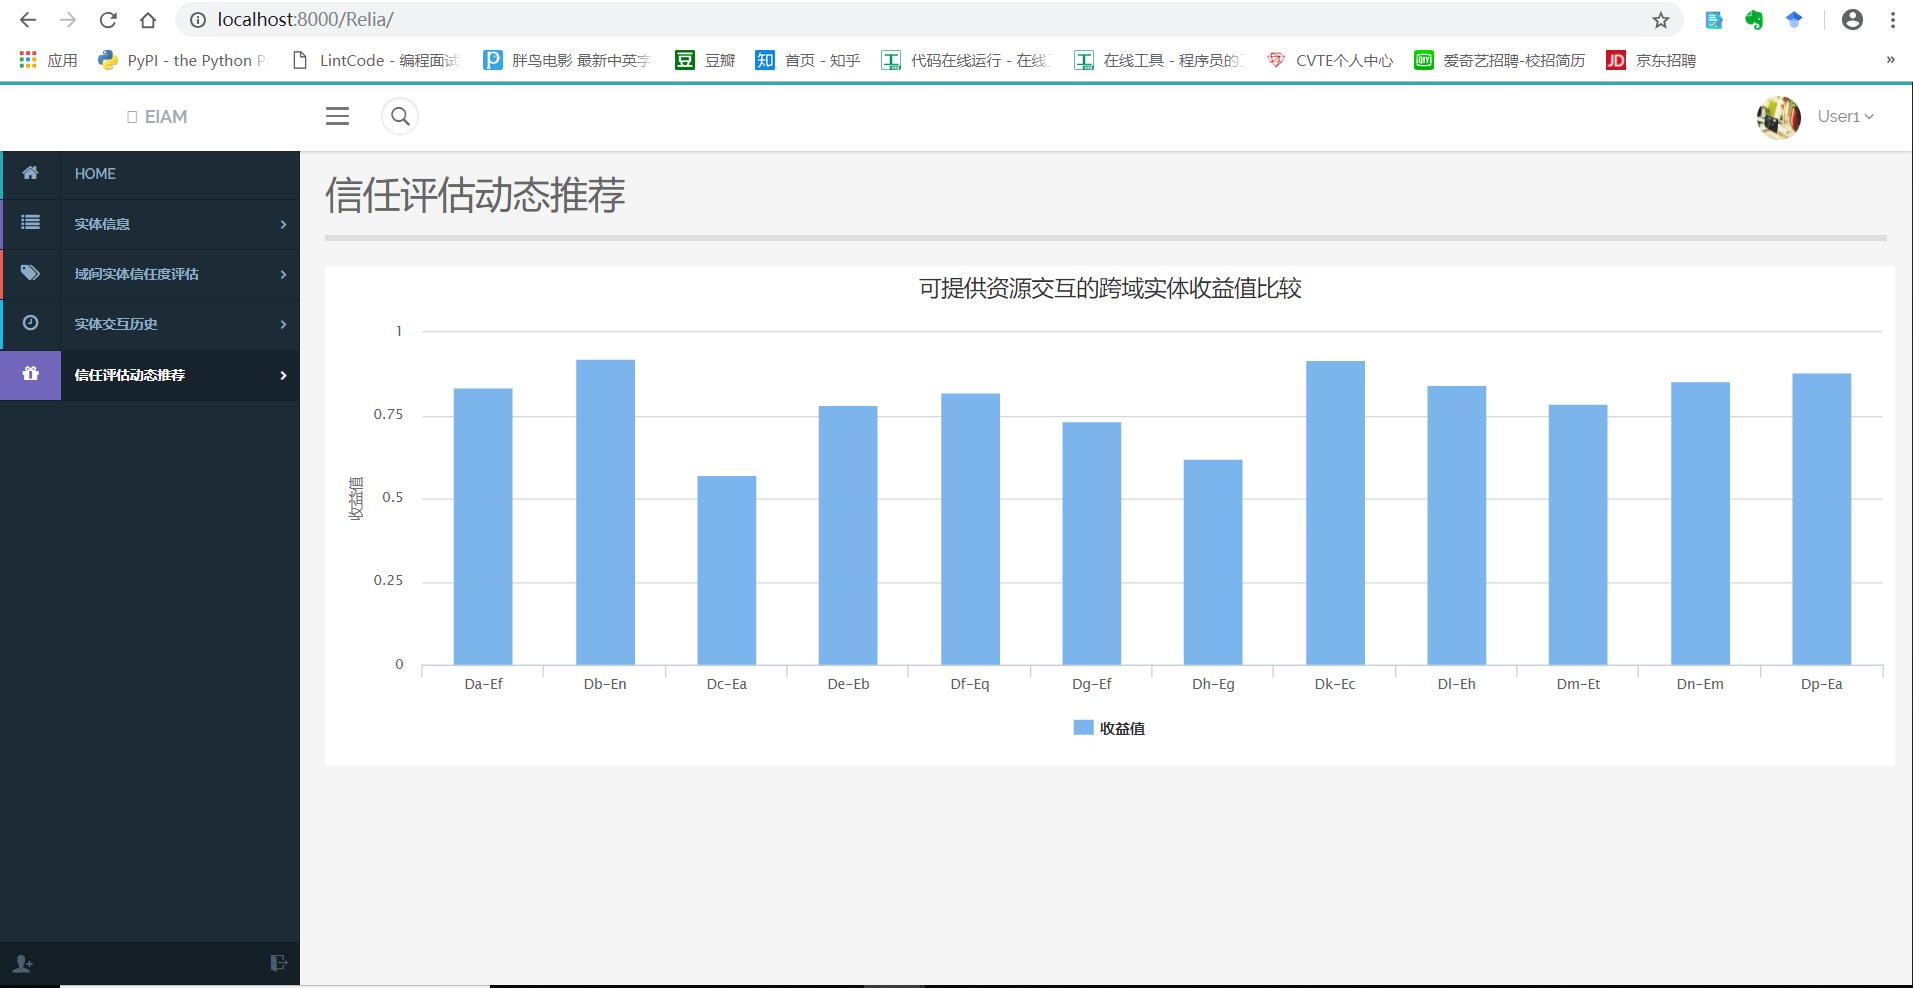 localhost:8000/Relia/
应用
PyPI - the Python P
LintCode - 编程面试
胖鸟电影 最新中英字
豆瓣
首页 - 知乎
代码在线运行 - 在线工
在线工具 - 程序员的工
CVTE个人中心
爱奇艺招聘-校招简历
京东招聘
»
EIAM
User1
HOME
实体信息
域间实体信任度评估
实体交互历史
信任评估动态推荐
信任评估动态推荐
可提供资源交互的跨域实体收益值比较
收益值
1
0.75
0.5
0.25
0
Da-Ef
Db-En
Dc-Ea
De-Eb
Df-Eq
Dg-Ef
Dh-Eg
Dk-Ec
Dl-Eh
Dm-Et
Dn-Em
Dp-Ea
收益值